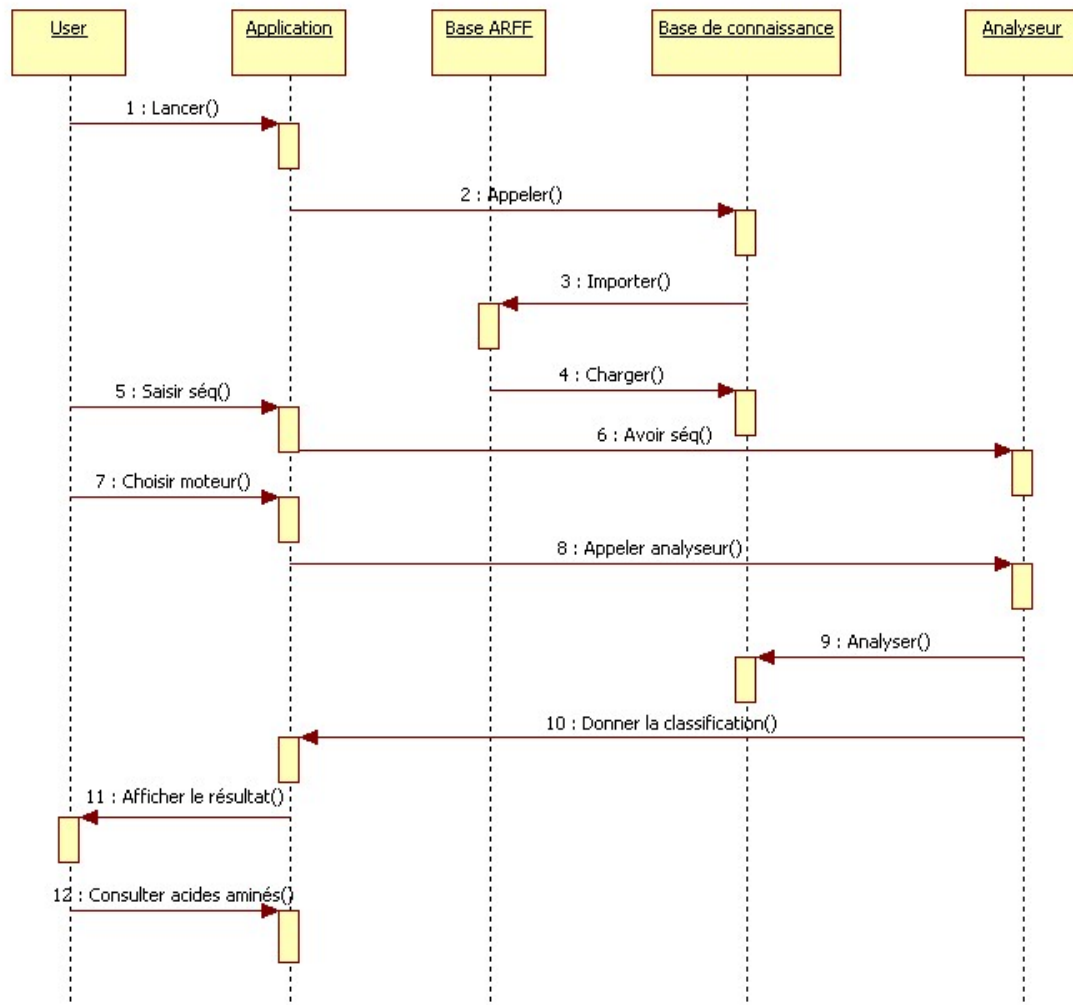 User
Application
Base ARFF
Base de connaissance
Analyseur
1 : Lancer()
2 : Appeler()
3 : Importer()
4 : Charger()
5 : Saisir séq()
6 : Avoir séq()
7 : Choisir moteur()
8 : Appeler analyseur()
9 : Analyser()
10 : Donner la classification()
11 : Afficher le résultat()
12 : Consulter acides aminés()